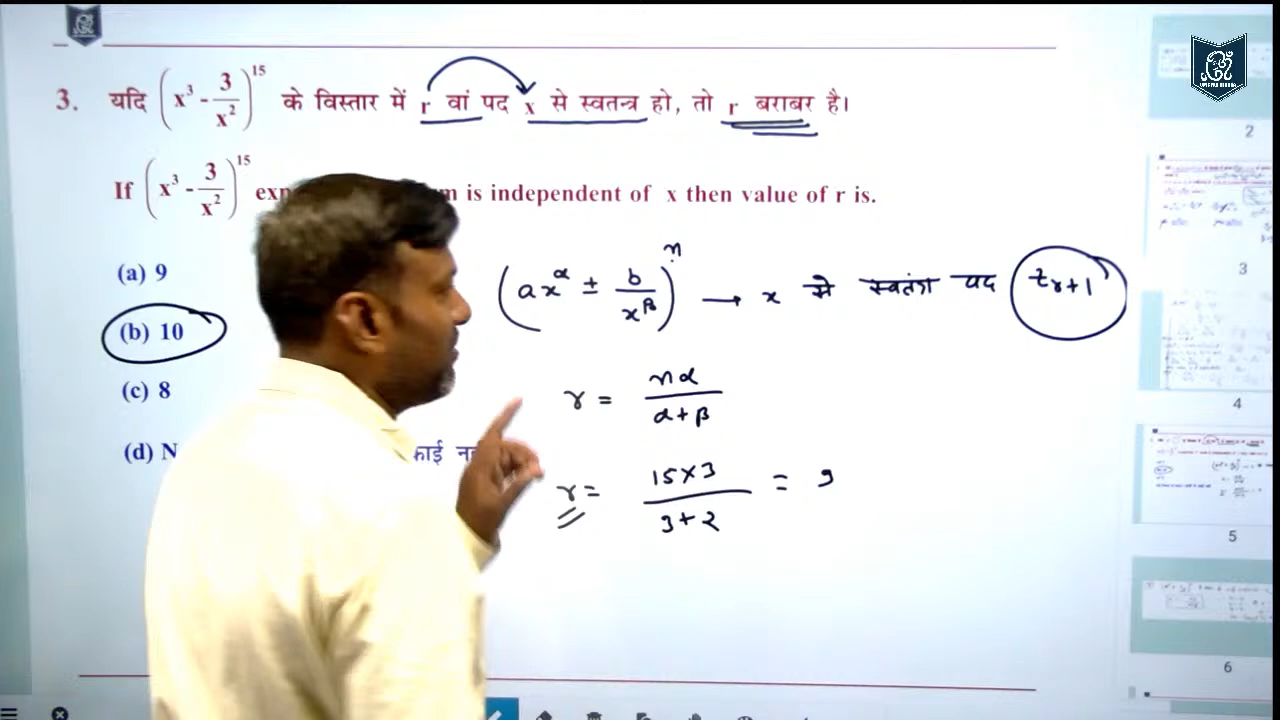 3. यदि (x³ - 3/x²)¹⁵ के विस्तार में r वां पद x से स्वतन्त्र हो, तो r बराबर है।
If (x³ - 3/x²)¹⁵ m is independent of x then value of r is.
(a) 9
(b) 10
(c) 8
(d) N
(ax^α ± b/x^β)^n → x से स्वतंत्र पद t_{r+1}
r = nα/α+β
r = 15×3/3+2 = 9
2
3
4
5
6